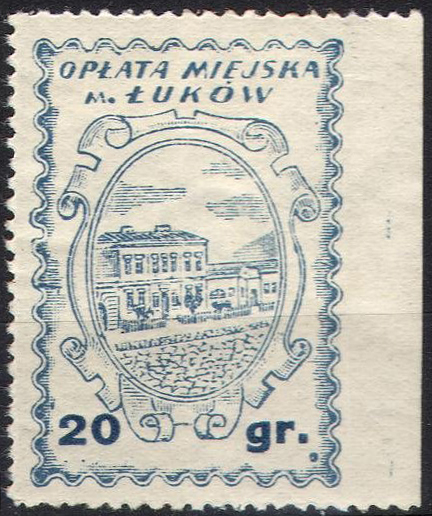 OPŁATA MIEJSKA
M. ŁUKÓW
20 gr.